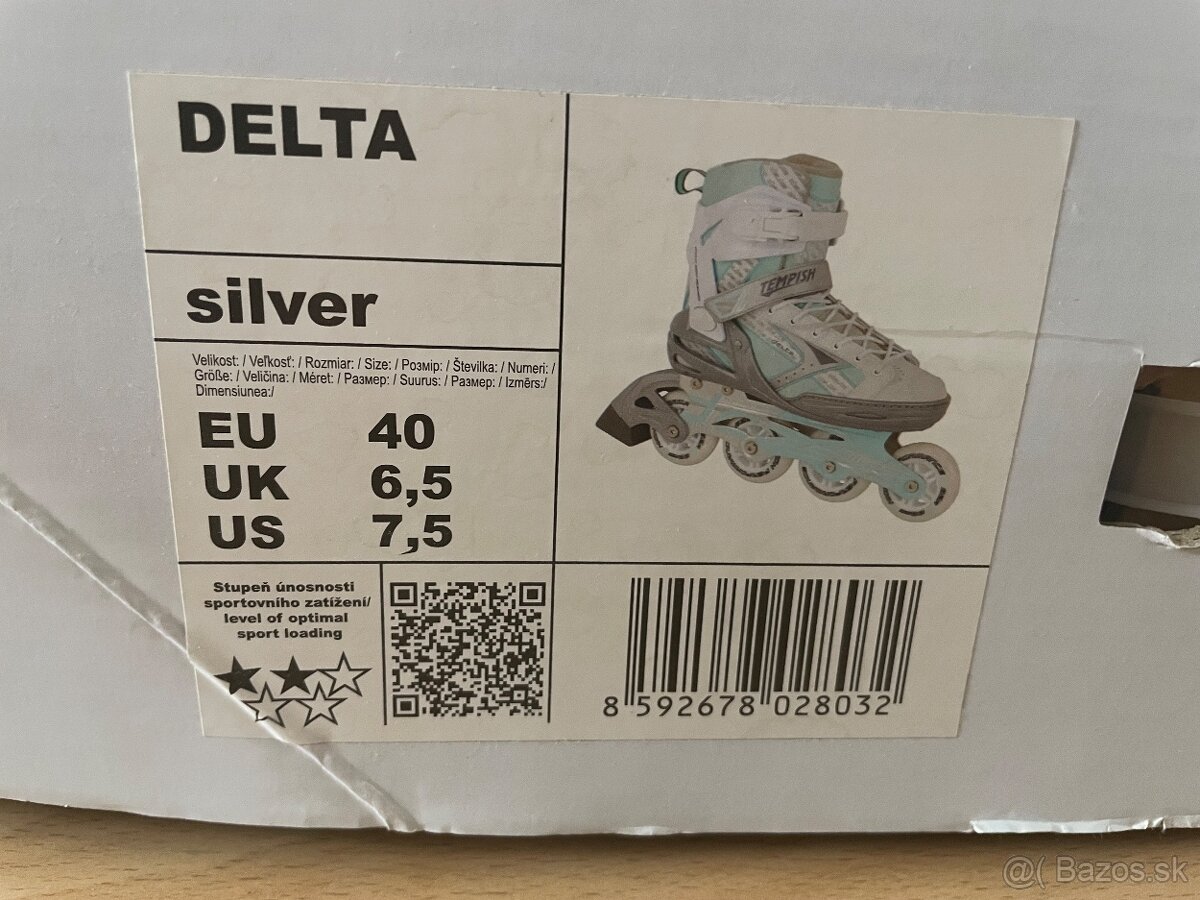 DELTA
silver
Velikost: / Veľkosť: / Rozmiar: / Size: / Розмір: / Številka: / Numeri: /
Größe: / Veličina: / Méret: / Размер: / Suurus: / Размер: / Izmērs:/
Dimensiunea:/
EU 40
UK 6,5
US 7,5
Stupeň únosnosti
sportovního zatížení/
level of optimal
sport loading
TEMPISH
DELTA
8 592678 028032
@( Bazos.sk